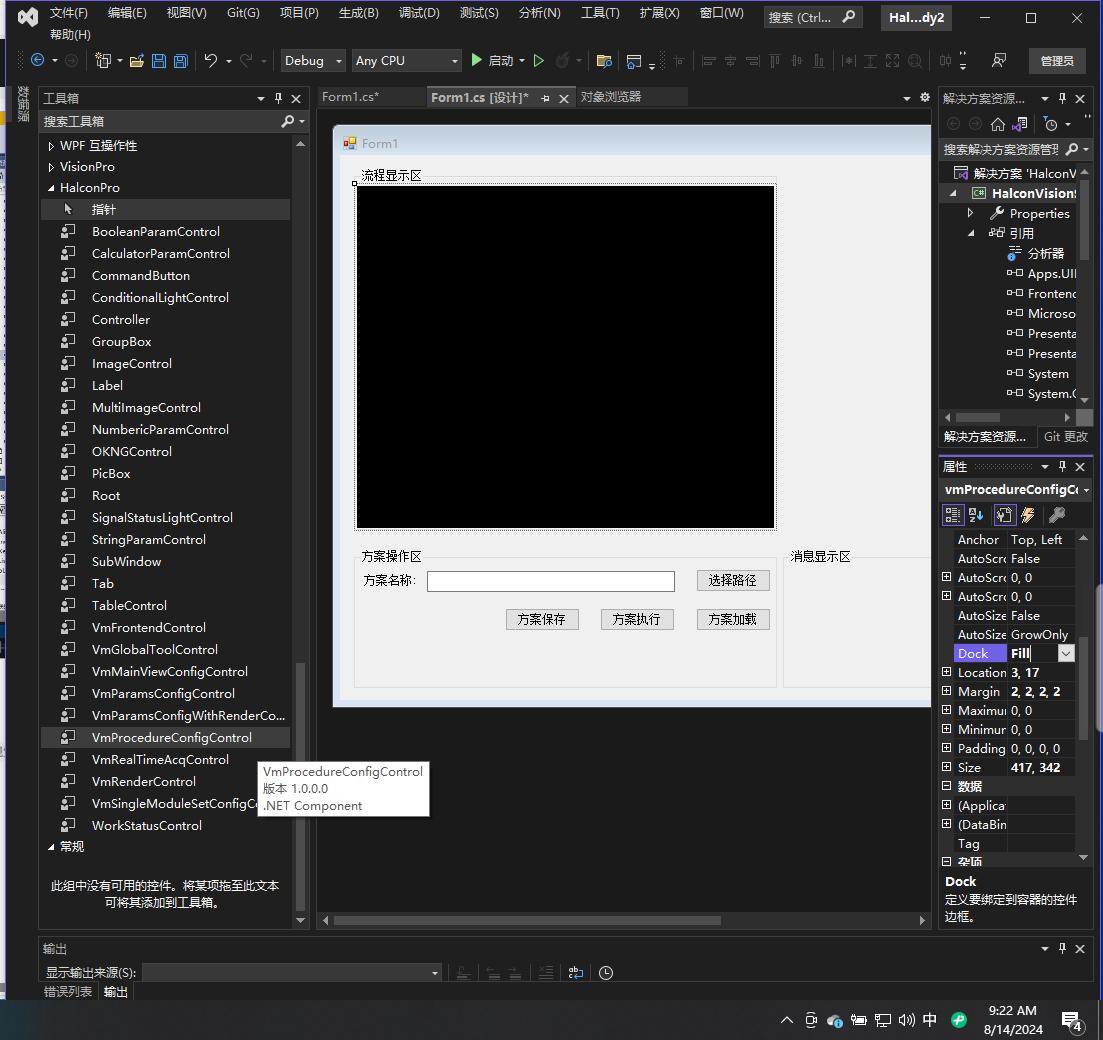 文件(F) 编辑(E) 视图(V) Git(G) 项目(P) 生成(B) 调试(D) 测试(S) 分析(N) 工具(T) 扩展(X) 窗口(W) 搜索 (Ctrl... Hal...dy2
帮助(H)
Debug Any CPU 启动 管理员
数据源
工具箱
搜索工具箱
WPF 互操作性
VisionPro
HalconPro
指针
BooleanParamControl
CalculatorParamControl
CommandButton
ConditionalLightControl
Controller
GroupBox
ImageControl
Label
MultiImageControl
NumbericParamControl
OKNGControl
PicBox
Root
SignalStatusLightControl
StringParamControl
SubWindow
Tab
TableControl
VmFrontendControl
VmGlobalToolControl
VmMainViewConfigControl
VmParamsConfigControl
VmParamsConfigWithRenderCo...
VmProcedureConfigControl
VmRealTimeAcqControl
VmRenderControl
VmSingleModuleSetConfigCo
WorkStatusControl
常规
此组中没有可用的控件。将某项拖至此文本
可将其添加到工具箱。
VmProcedureConfigControl
版本 1.0.0.0
.NET Component
Form1.cs* Form1.cs [设计]* 对象浏览器
Form1
流程显示区
方案操作区
方案名称: 选择路径
方案保存 方案执行 方案加载
消息显示区
解决方案资源...
搜索解决方案资源管理
解决方案 'HalconV
HalconVision
Properties
引用
分析器
Apps.UI
Frontend
Microso
Presenta
Presenta
System
System.
解决方案资源... Git 更改
属性
vmProcedureConfigC
Anchor Top, Left
AutoScr False
AutoScr 0, 0
AutoScr 0, 0
AutoSize False
AutoSize GrowOnly
Dock Fill
Location 3, 17
Margin 2, 2, 2, 2
Maximu 0, 0
Minimun 0, 0
Padding 0, 0, 0, 0
Size 417, 342
数据
(Applica
(DataBin
Tag
杂项
Dock
定义要绑定到容器的控件
边框。
输出
显示输出来源(S):
错误列表 输出
中
9:22 AM
8/14/2024
4